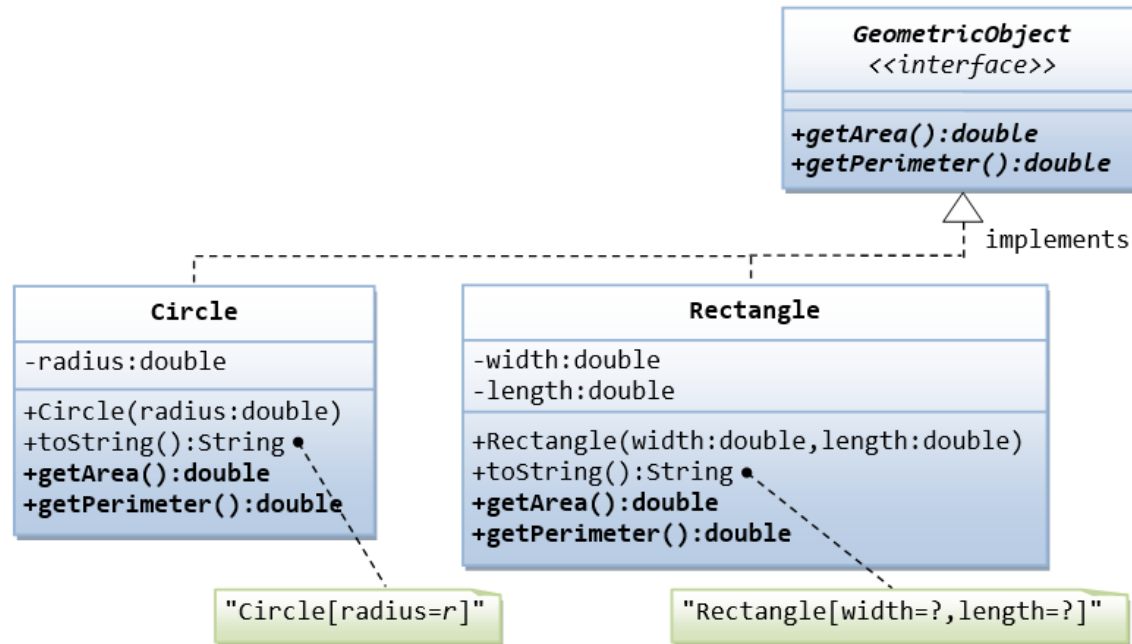 GeometricObject
<<interface>>
+getArea():double
+getPerimeter():double
implements
Circle
-radius:double
+Circle(radius:double)
+toString():String
+getArea():double
+getPerimeter():double
"Circle[radius=r]"
Rectangle
-width:double
-length:double
+Rectangle(width:double,length:double)
+toString():String
+getArea():double
+getPerimeter():double
"Rectangle[width=?,length=?]"